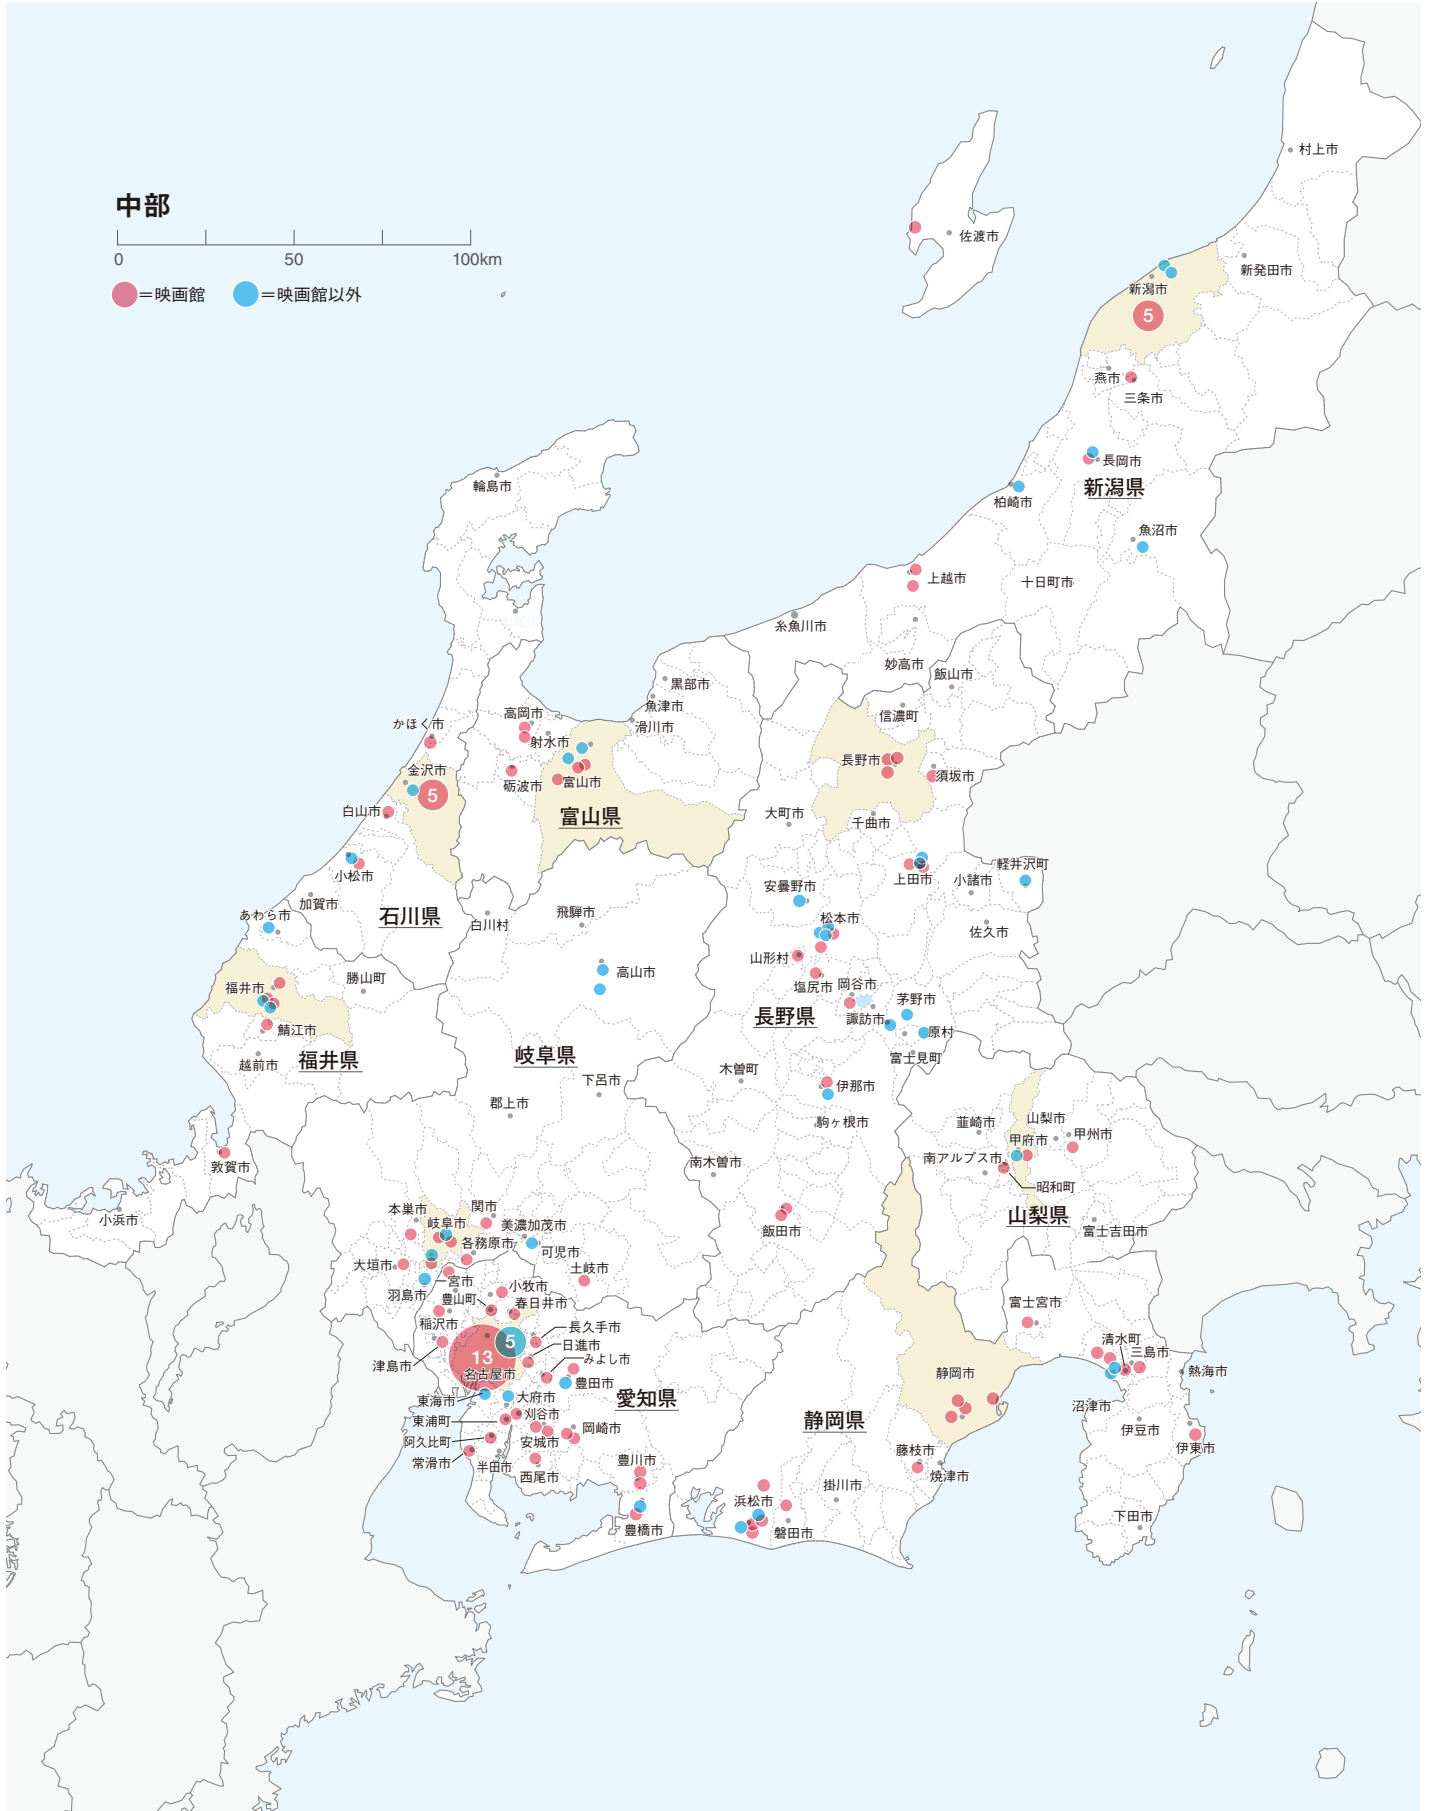 中部
0 50 100km
＝映画館 ＝映画館以外
村上市
佐渡市
新発田市
新潟市
5
燕市
三条市
長岡市
新潟県
柏崎市
魚沼市
輪島市
上越市
十日町市
七尾市
糸魚川市
妙高市
飯山市
黒部市
魚津市
信濃町
高岡市
かほく市
滑川市
射水市
長野市
金沢市
須坂市
富山市
砺波市
5
白山市
富山県
大町市
千曲市
小松市
上田市
軽井沢町
小諸市
安曇野市
加賀市
あわら市
石川県
飛騨市
白川村
松本市
佐久市
山形村
勝山町
高山市
福井市
塩尻市
岡谷市
茅野市
長野県
諏訪市
鯖江市
原村
福井県
岐阜県
富士見町
越前市
木曽町
下呂市
伊那市
郡上市
駒ヶ根市
韮崎市
山梨市
甲府市
甲州市
敦賀市
南木曽市
南アルプス市
昭和町
小浜市
本巣市
関市
岐阜市
美濃加茂市
山梨県
飯田市
富士吉田市
各務原市
可児市
大垣市
土岐市
一宮市
小牧市
羽島市
豊山町
春日井市
富士宮市
稲沢市
長久手市
5
清水町
日進市
三島市
13
みよし市
津島市
名古屋市
熱海市
静岡市
豊田市
東海市
大府市
愛知県
沼津市
東浦町
刈谷市
静岡県
岡崎市
伊豆市
阿久比町
安城市
伊東市
藤枝市
常滑市
半田市
豊川市
西尾市
焼津市
掛川市
浜松市
下田市
豊橋市
磐田市